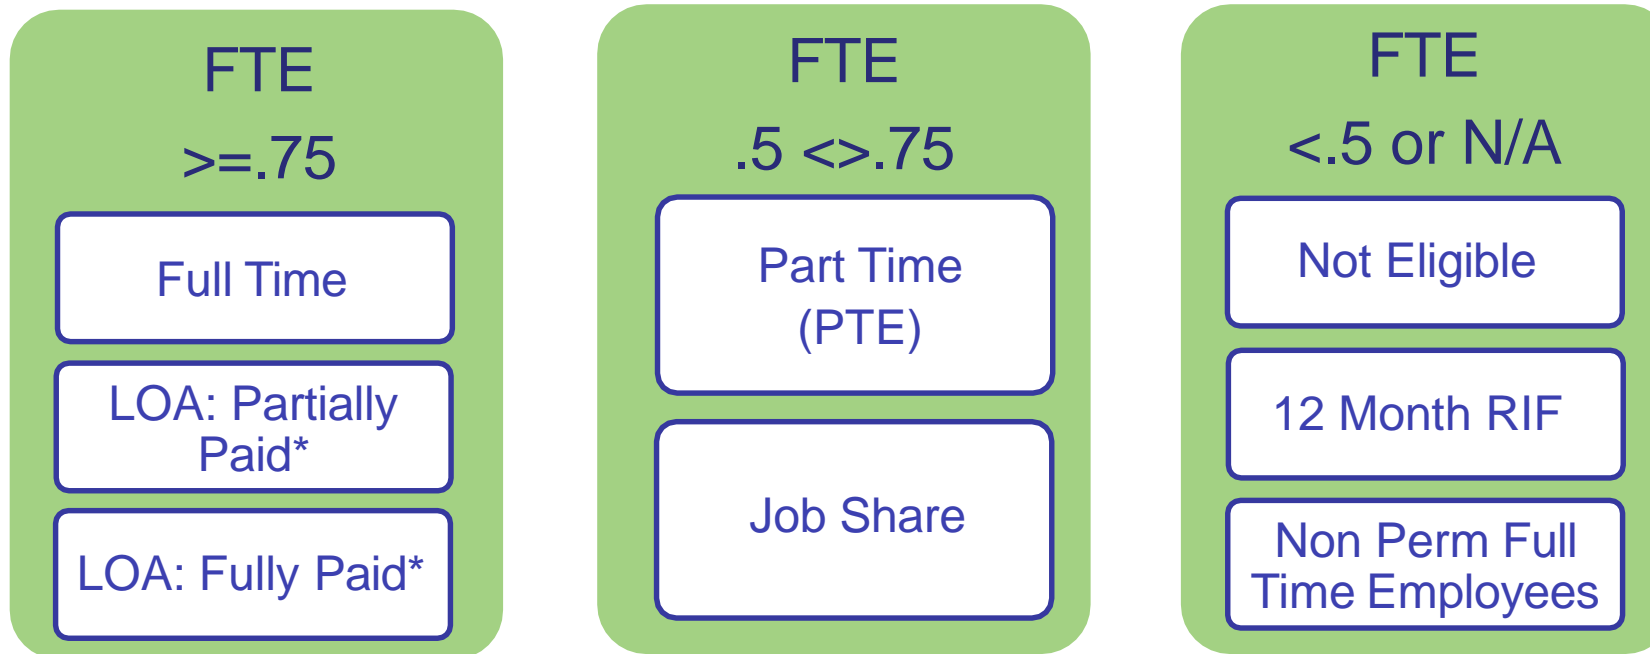 FTE
>=.75
Full Time
LOA: Partially
Paid*
LOA: Fully Paid*
FTE
.5 <>.75
Part Time
(PTE)
Job Share
FTE
<.5 or N/A
Not Eligible
12 Month RIF
Non Perm Full
Time Employees